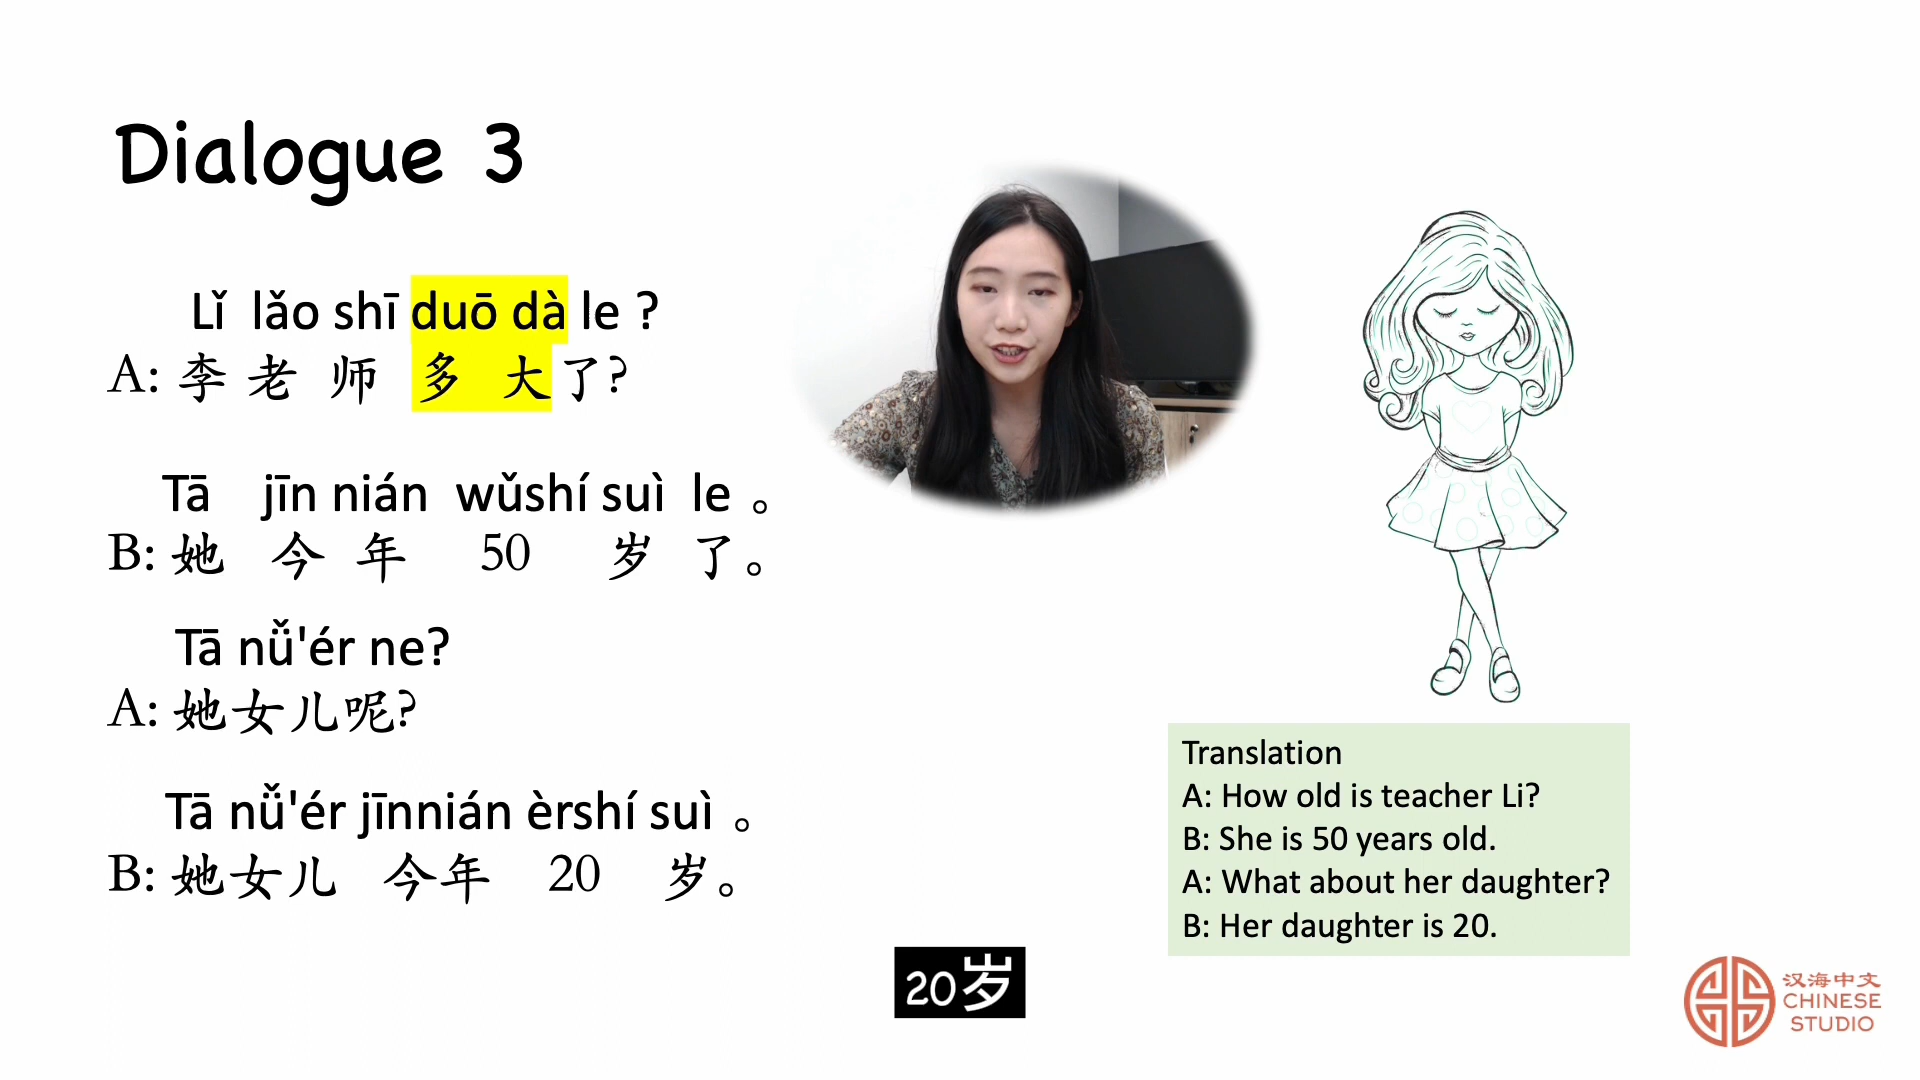 Dialogue 3
Lǐ lǎo shī duō dà le ?
A: 李 老 师 多 大 了?
Tā jīn nián wǔshí suì le 。
B: 她 今 年 50 岁 了。
Tā nǚ'ér ne?
A: 她女儿呢?
Tā nǚ'ér jīnnián èrshí suì 。
B: 她女儿 今年 20 岁。
Translation
A: How old is teacher Li?
B: She is 50 years old.
A: What about her daughter?
B: Her daughter is 20.
20岁
汉海中文
CHINESE
STUDIO